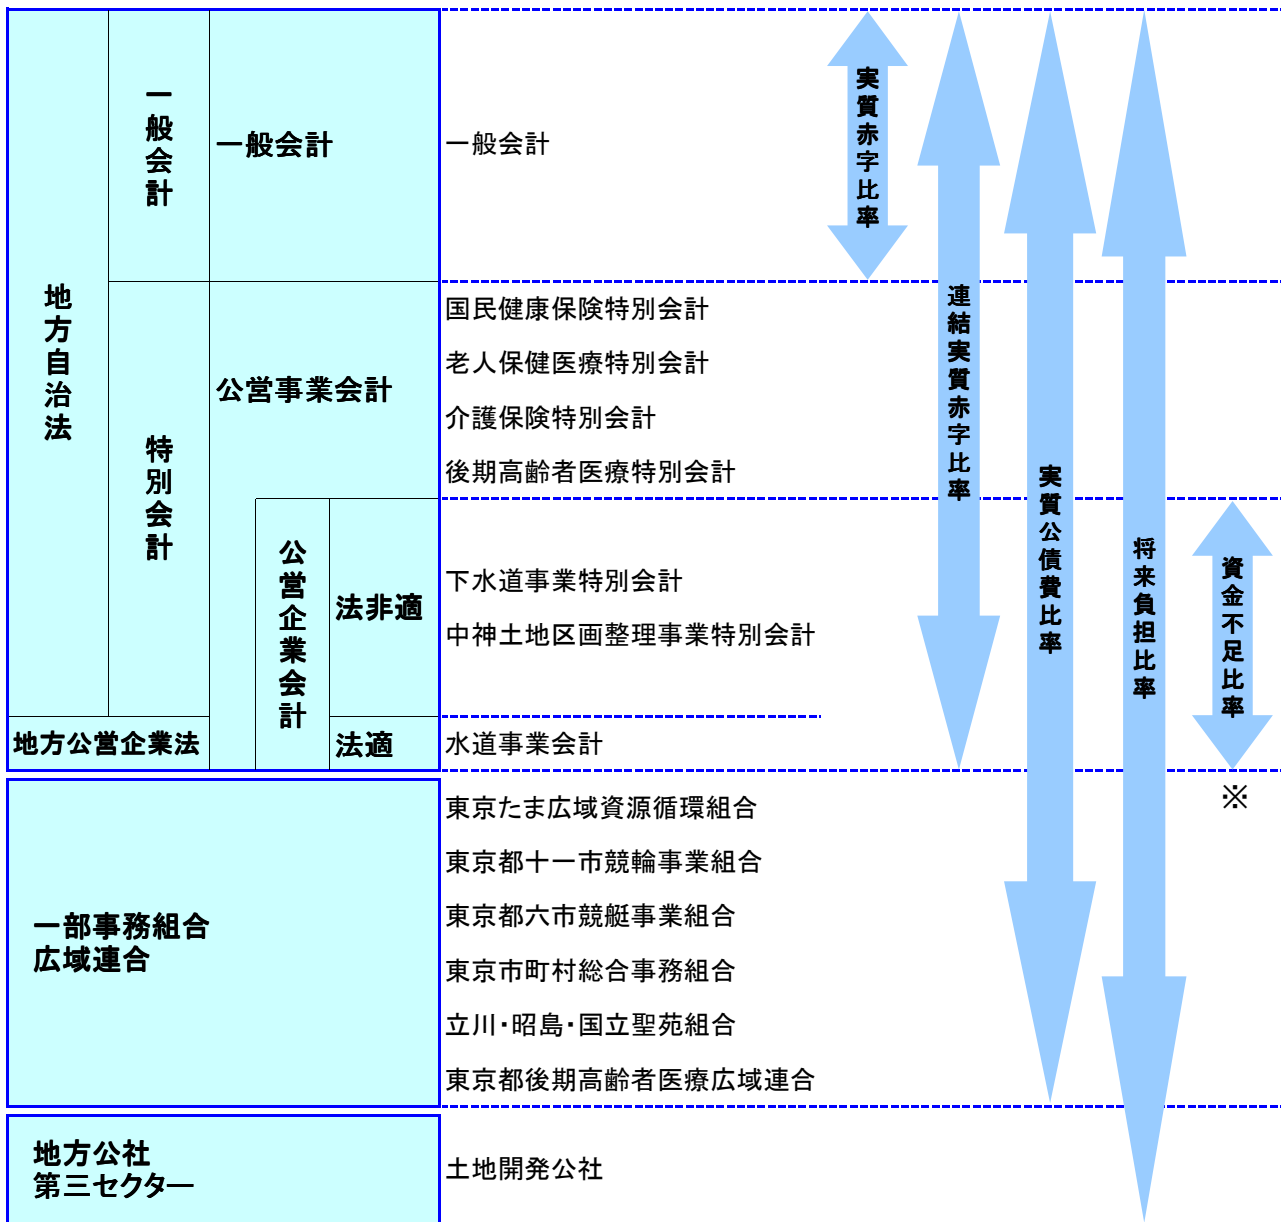 地方自治法
一般会計
一般会計
一般会計
特別会計
公営事業会計
国民健康保険特別会計
老人保健医療特別会計
介護保険特別会計
後期高齢者医療特別会計
公営企業会計
法非適
下水道事業特別会計
中神土地区画整理事業特別会計
地方公営企業法
法適
水道事業会計
一部事務組合
広域連合
東京たま広域資源循環組合
東京都十一市競輪事業組合
東京都六市競艇事業組合
東京市町村総合事務組合
立川・昭島・国立聖苑組合
東京都後期高齢者医療広域連合
地方公社
第三セクター
土地開発公社
実質赤字比率
連結実質赤字比率
実質公債費比率
将来負担比率
資金不足比率
※